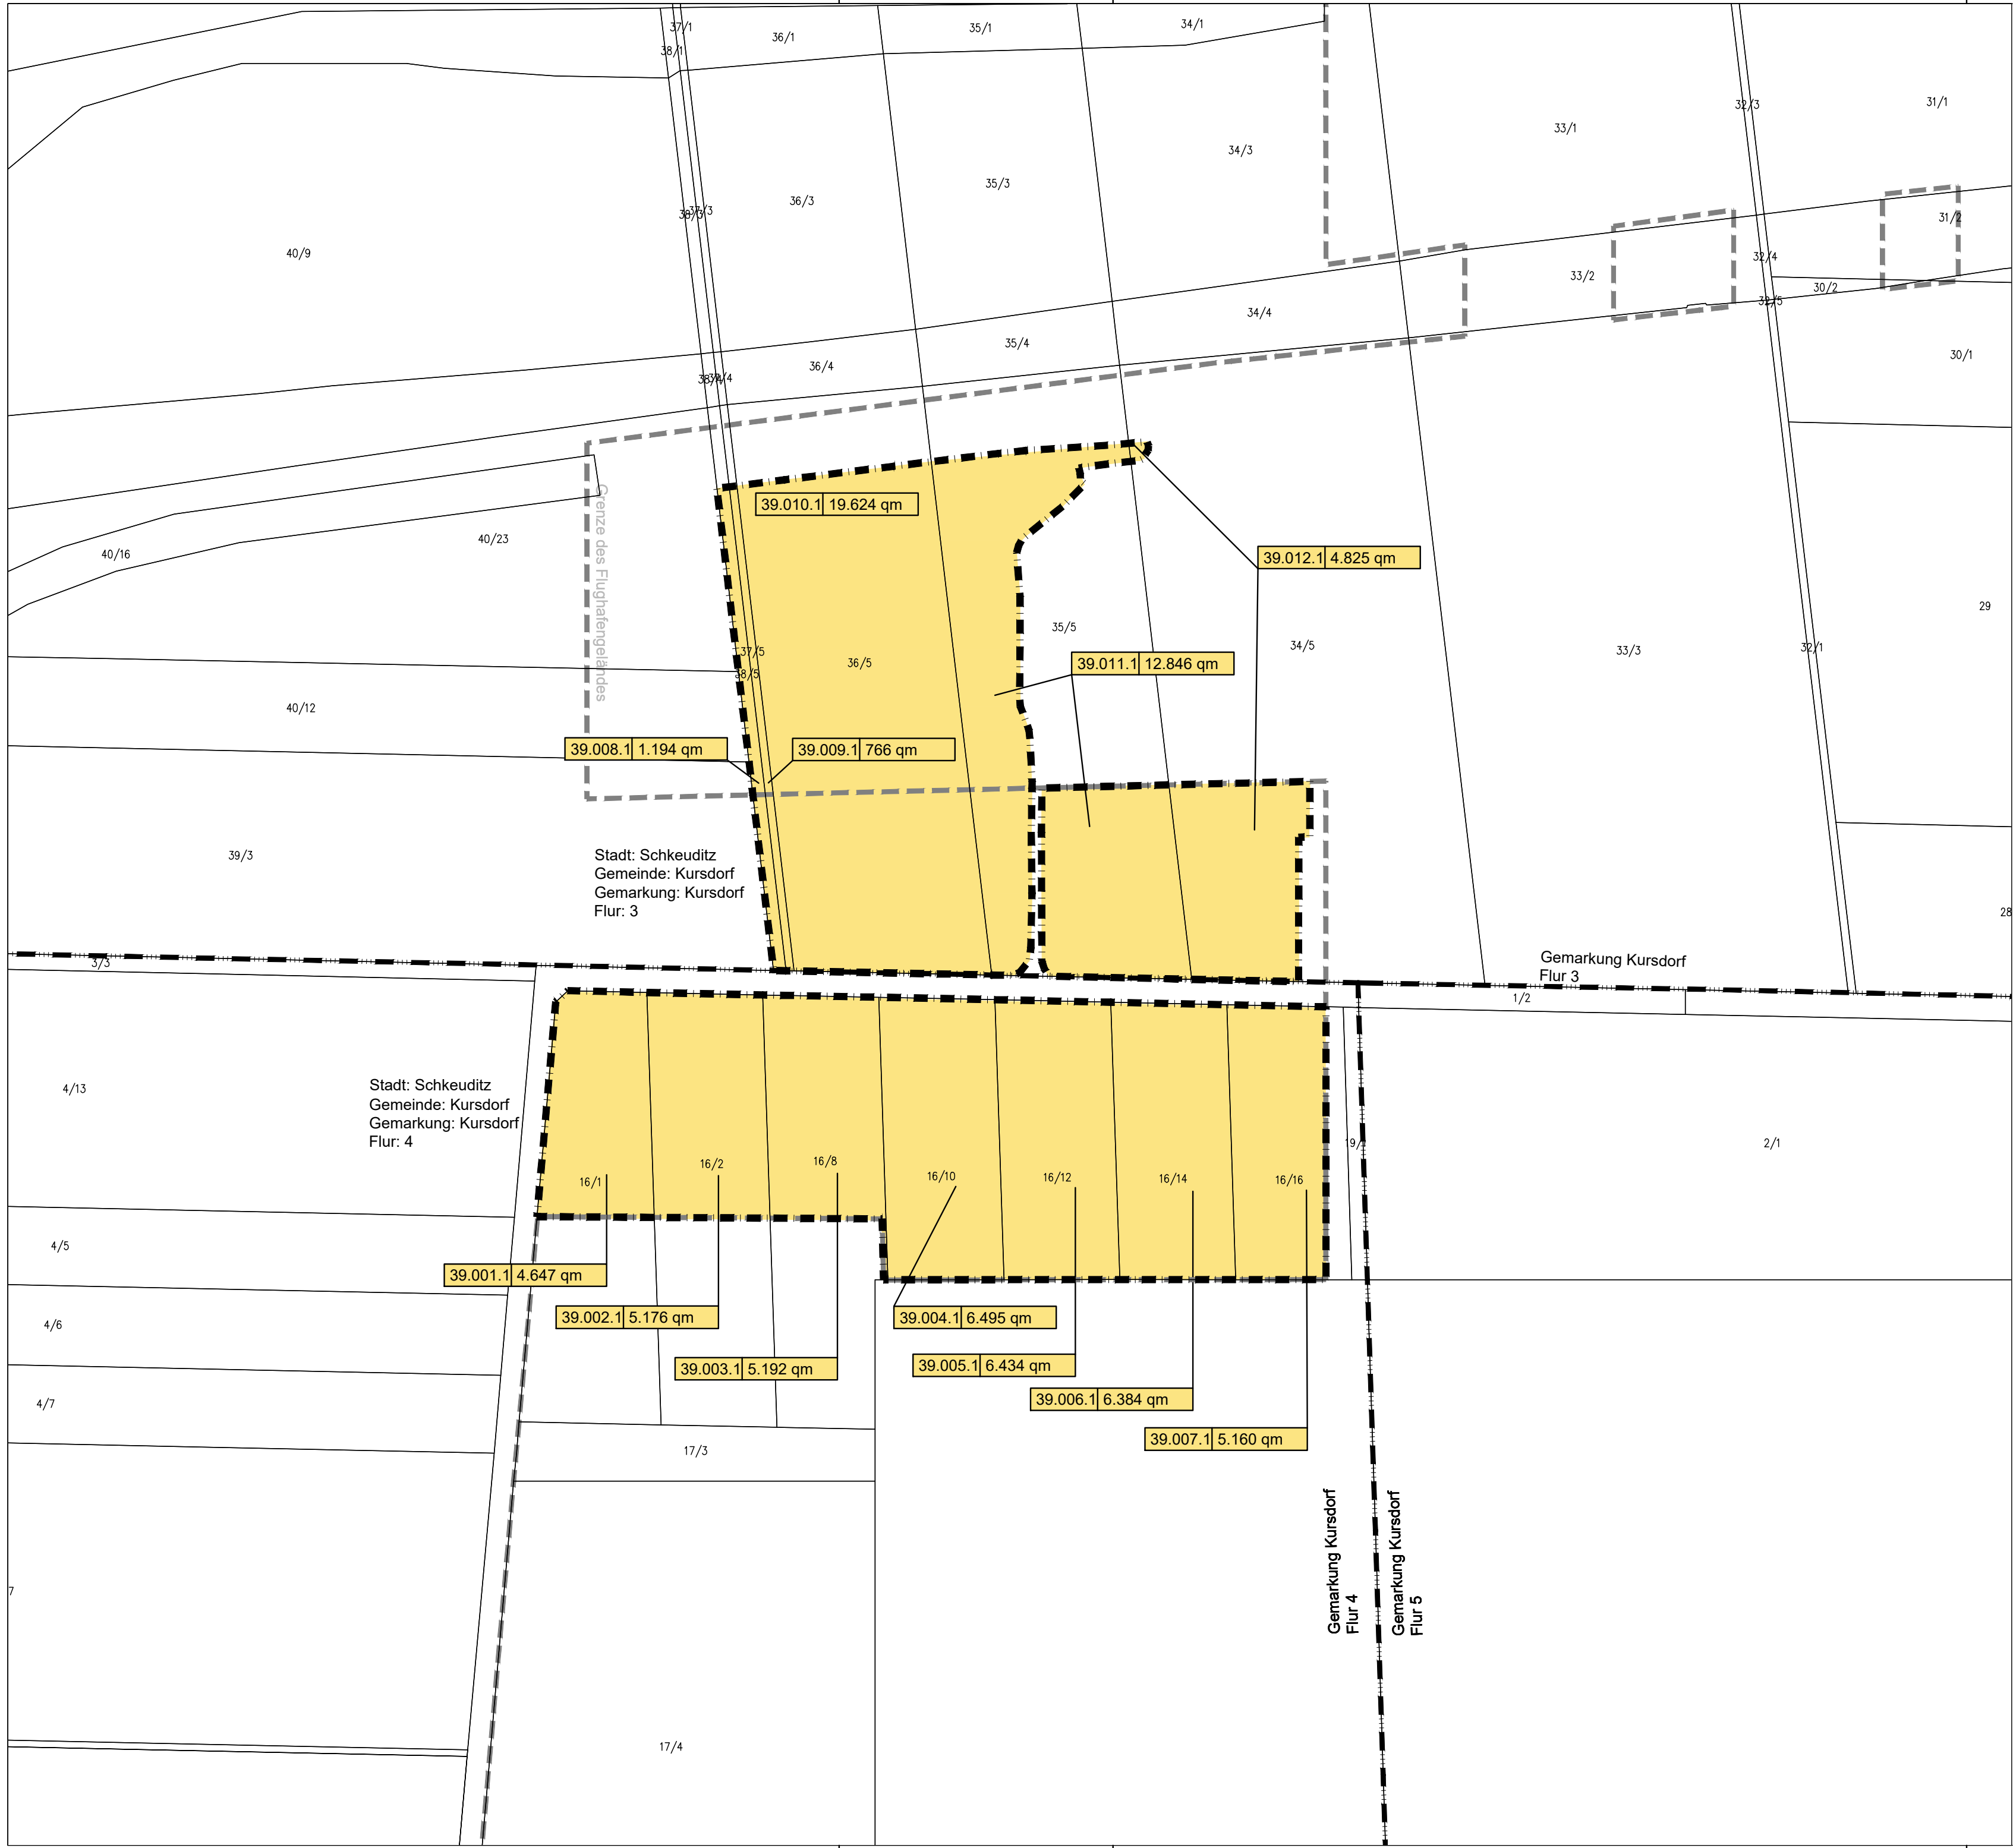 37/1
38/1
36/1
35/1
34/1
32/3
31/1
33/1
34/3
35/3
36/3
37/3
38/3
31/2
40/9
32/4
33/2
30/2
32/5
34/4
35/4
30/1
36/4
38/4
39.010.1 19.624 qm
40/23
40/16
Grenze des Flughafengeländes
39.012.1 4.825 qm
29
35/5
34/5
33/3
32/1
37/5
36/5
39.011.1 12.846 qm
38/5
40/12
39.008.1 1.194 qm
39.009.1 766 qm
39/3
Stadt: Schkeuditz
Gemeinde: Kursdorf
Gemarkung: Kursdorf
Flur: 3
28
3/3
Gemarkung Kursdorf
Flur 3
1/2
4/13
Stadt: Schkeuditz
Gemeinde: Kursdorf
Gemarkung: Kursdorf
Flur: 4
2/1
16/1
16/2
16/8
16/10
16/12
16/14
16/16
4/5
39.001.1 4.647 qm
39.002.1 5.176 qm
39.004.1 6.495 qm
4/6
39.003.1 5.192 qm
39.005.1 6.434 qm
39.006.1 6.384 qm
4/7
39.007.1 5.160 qm
17/3
Gemarkung Kursdorf
Flur 4
Gemarkung Kursdorf
Flur 5
7
17/4